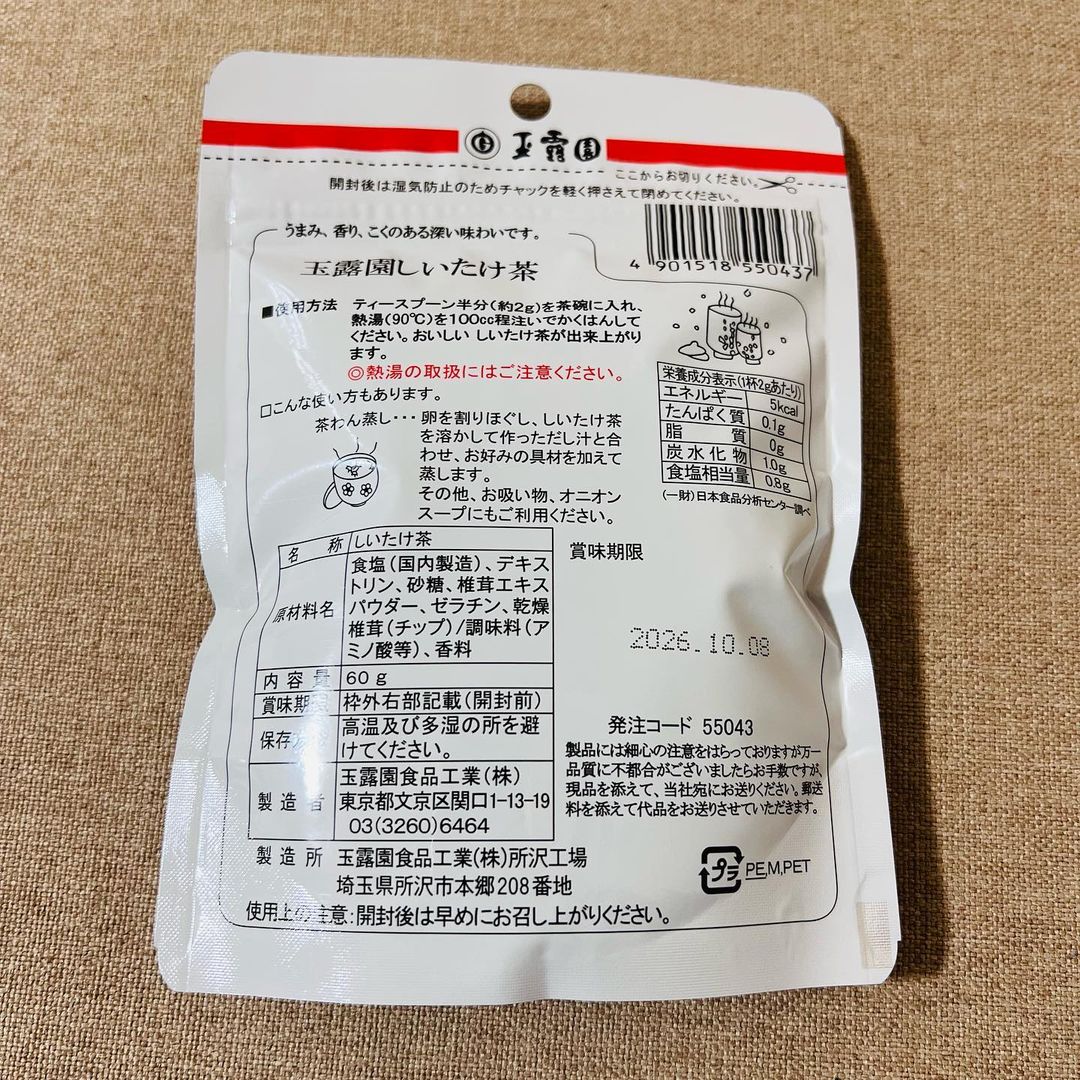 玉露園
ここからお切りください。
開封後は湿気防止のためチャックを軽く押さえて閉めてください。
4 901518 550437
うまみ、香り、こくのある深い味わいです。
玉露園しいたけ茶
■使用方法 ティースプーン半分(約2g)を茶碗に入れ、
熱湯(90℃)を100cc程注いでかくはんして
ください。おいしい しいたけ茶が出来上がり
ます。
◎熱湯の取扱にはご注意ください。
□こんな使い方もあります。
茶わん蒸し･･･卵を割りほぐし、しいたけ茶
を溶かして作っただし汁と合
わせ、お好みの具材を加えて
蒸します。
その他、お吸い物、オニオン
スープにもご利用ください。
栄養成分表示(1杯2gあたり)
エネルギー 5kcal
たんぱく質 0.1g
脂質 0g
炭水化物 1.0g
食塩相当量 0.8g
(一財)日本食品分析センター調べ
名称 しいたけ茶
原材料名 食塩(国内製造)、デキス
トリン、砂糖、椎茸エキス
パウダー、ゼラチン、乾燥
椎茸(チップ)/調味料(ア
ミノ酸等)、香料
内容量 60g
賞味期限 枠外右部記載(開封前)
保存方法 高温及び多湿の所を避
けてください。
製造者 玉露園食品工業(株)
東京都文京区関口1-13-19
03(3260)6464
賞味期限
2026.10.08
発注コード 55043
製品には細心の注意をはらっておりますが万一
品質に不都合がございましたらお手数ですが、
現品を添えて、当社宛にお送りください。郵送
料を添えて代品をお送りさせていただきます。
製造所 玉露園食品工業(株)所沢工場
埼玉県所沢市本郷208番地
プラ PE,M,PET
使用上の注意:開封後は早めにお召し上がりください。